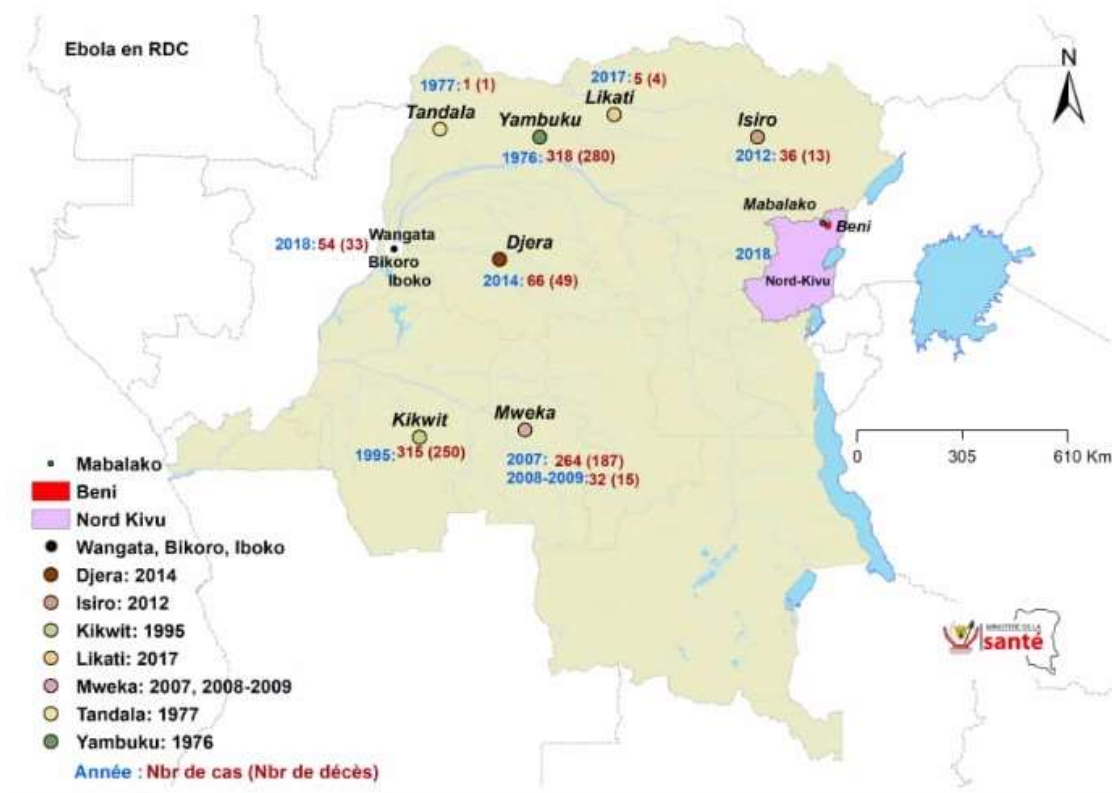 Ebola en RDC
N
1977: 1 (1)
Tandala
2017: 5 (4)
Likati
Yambuku
1976: 318 (280)
Isiro
2012: 36 (13)
Mabalako
Beni
2018
Nord-Kivu
2018: 54 (33)
Wangata
Bikoro
Iboko
Djera
2014: 66 (49)
Kikwit
1995: 315 (250)
Mweka
2007: 264 (187)
2008-2009: 32 (15)
0 305 610 Km
Mabalako
Beni
Nord Kivu
Wangata, Bikoro, Iboko
Djera: 2014
Isiro: 2012
Kikwit: 1995
Likati: 2017
Mweka: 2007, 2008-2009
Tandala: 1977
Yambuku: 1976
Année : Nbr de cas (Nbr de décès)
MINISTERE DE LA
santé